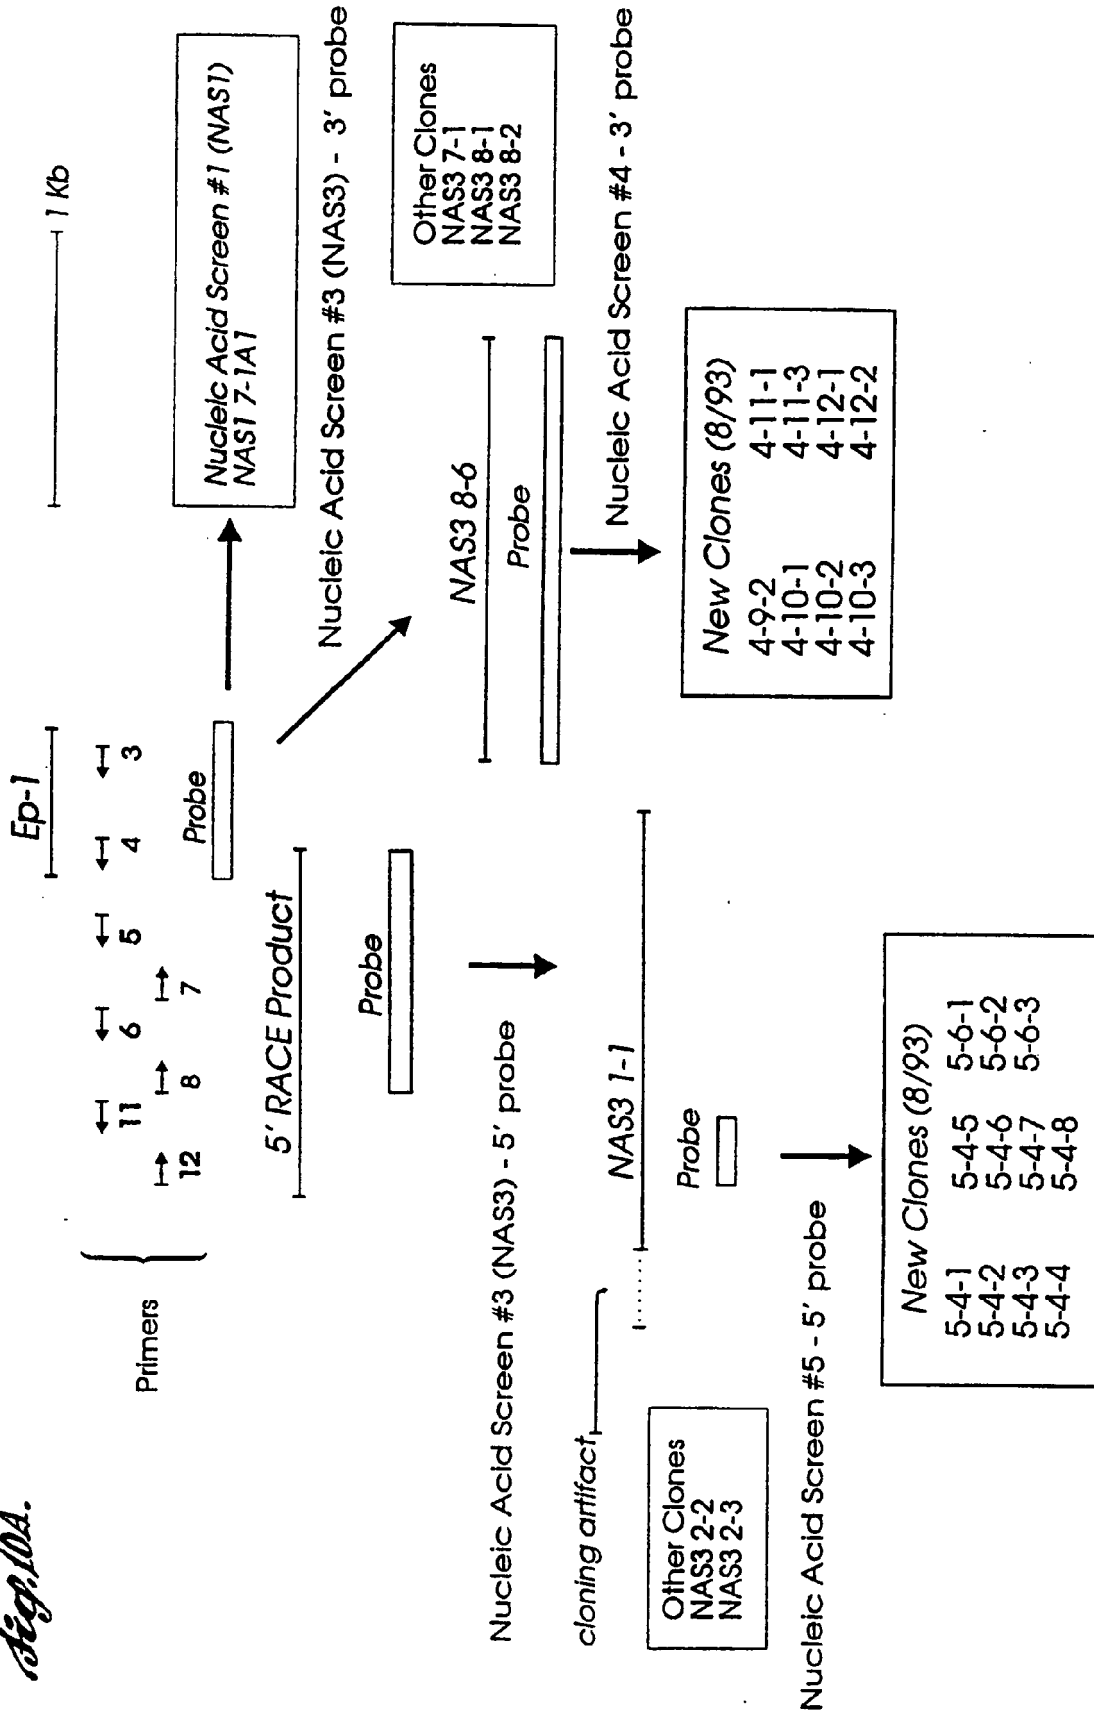 Fig. 10A.
Ep-1
1 Kb
Primers
3
4
5
7
6
8
11
12
Probe
Nucleic Acid Screen #1 (NAS1)
NAS1 7-1A1
5' RACE Product
Probe
Nucleic Acid Screen #3 (NAS3) - 3' probe
Nucleic Acid Screen #3 (NAS3) - 5' probe
NAS3 8-6
Probe
Other Clones
NAS3 7-1
NAS3 8-1
NAS3 8-2
cloning artifact
NAS3 1-1
Probe
Other Clones
NAS3 2-2
NAS3 2-3
Nucleic Acid Screen #4 - 3' probe
New Clones (8/93)
4-9-2 4-11-1
4-10-1 4-11-3
4-10-2 4-12-1
4-10-3 4-12-2
Nucleic Acid Screen #5 - 5' probe
New Clones (8/93)
5-4-1 5-4-5 5-6-1
5-4-2 5-4-6 5-6-2
5-4-3 5-4-7 5-6-3
5-4-4 5-4-8